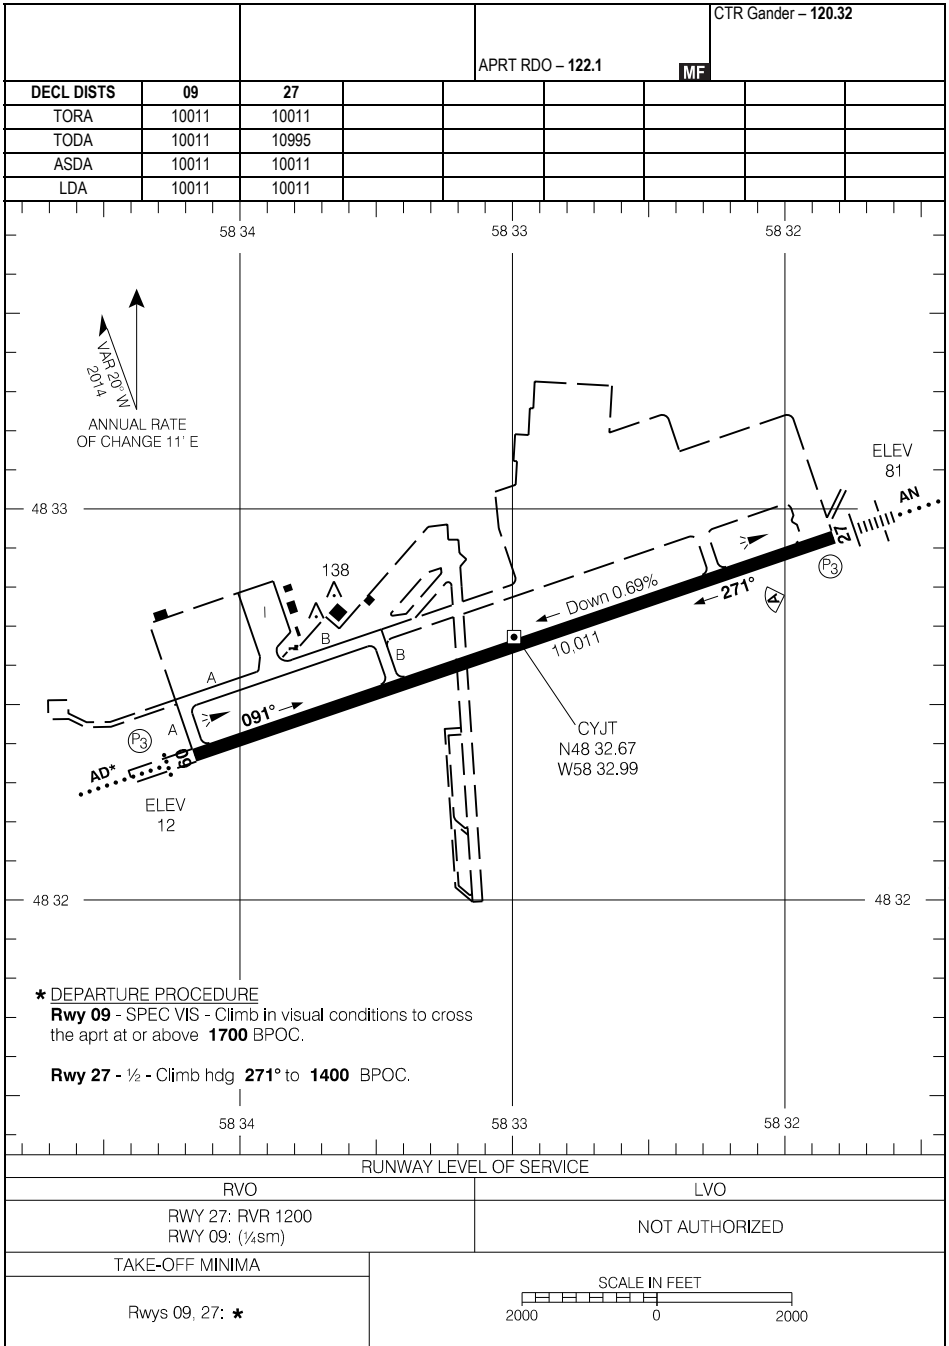 CTR Gander – 120.32
APRT RDO – 122.1 MF
DECL DISTS 09 27
TORA 10011 10011
TODA 10011 10995
ASDA 10011 10011
LDA 10011 10011
58 34 58 33 58 32
VAR 20° W
2014
ANNUAL RATE
OF CHANGE 11' E
ELEV
81
AN
48 33
27
P3
138
Down 0.69%
271°
A
10,011
I
B
B
A
091°
A
P3
09
AD*
ELEV
12
CYJT
N48 32.67
W58 32.99
48 32 48 32
* DEPARTURE PROCEDURE
Rwy 09 - SPEC VIS - Climb in visual conditions to cross
the aprt at or above 1700 BPOC.
Rwy 27 - ½ - Climb hdg 271° to 1400 BPOC.
58 34 58 33 58 32
RUNWAY LEVEL OF SERVICE
RVO LVO
RWY 27: RVR 1200
RWY 09: (¼sm)
NOT AUTHORIZED
TAKE-OFF MINIMA
Rwys 09, 27: *
SCALE IN FEET
2000 0 2000